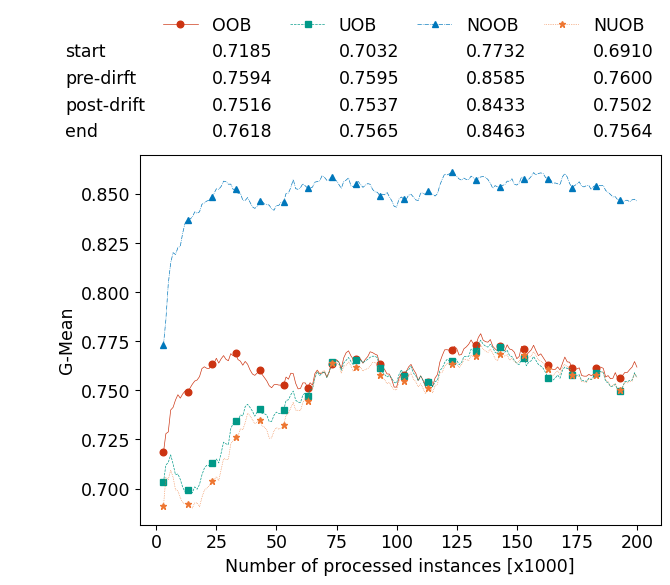 OOB UOB NOOB NUOB
start 0.7185 0.7032 0.7732 0.6910
pre-dirft 0.7594 0.7595 0.8585 0.7600
post-drift 0.7516 0.7537 0.8433 0.7502
end 0.7618 0.7565 0.8463 0.7564
0.850
0.825
0.800
0.775
0.750
0.725
0.700
G-Mean
0 25 50 75 100 125 150 175 200
Number of processed instances [x1000]